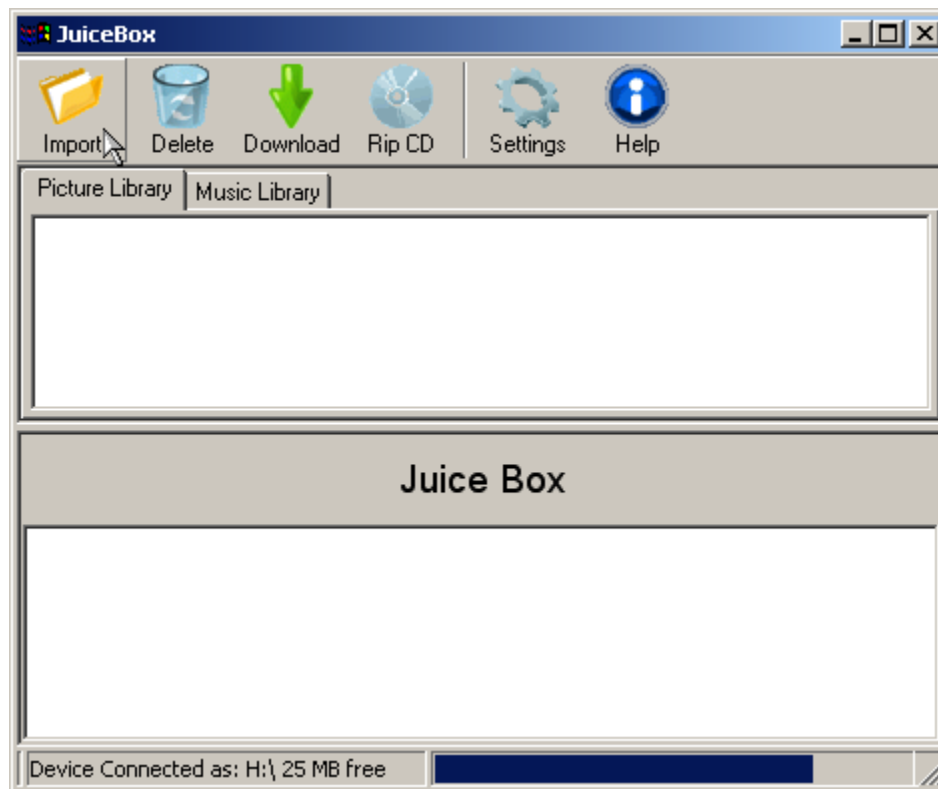 JuiceBox
Import Delete Download Rip CD Settings Help
Picture Library Music Library
Juice Box
Device Connected as: H:\ 25 MB free